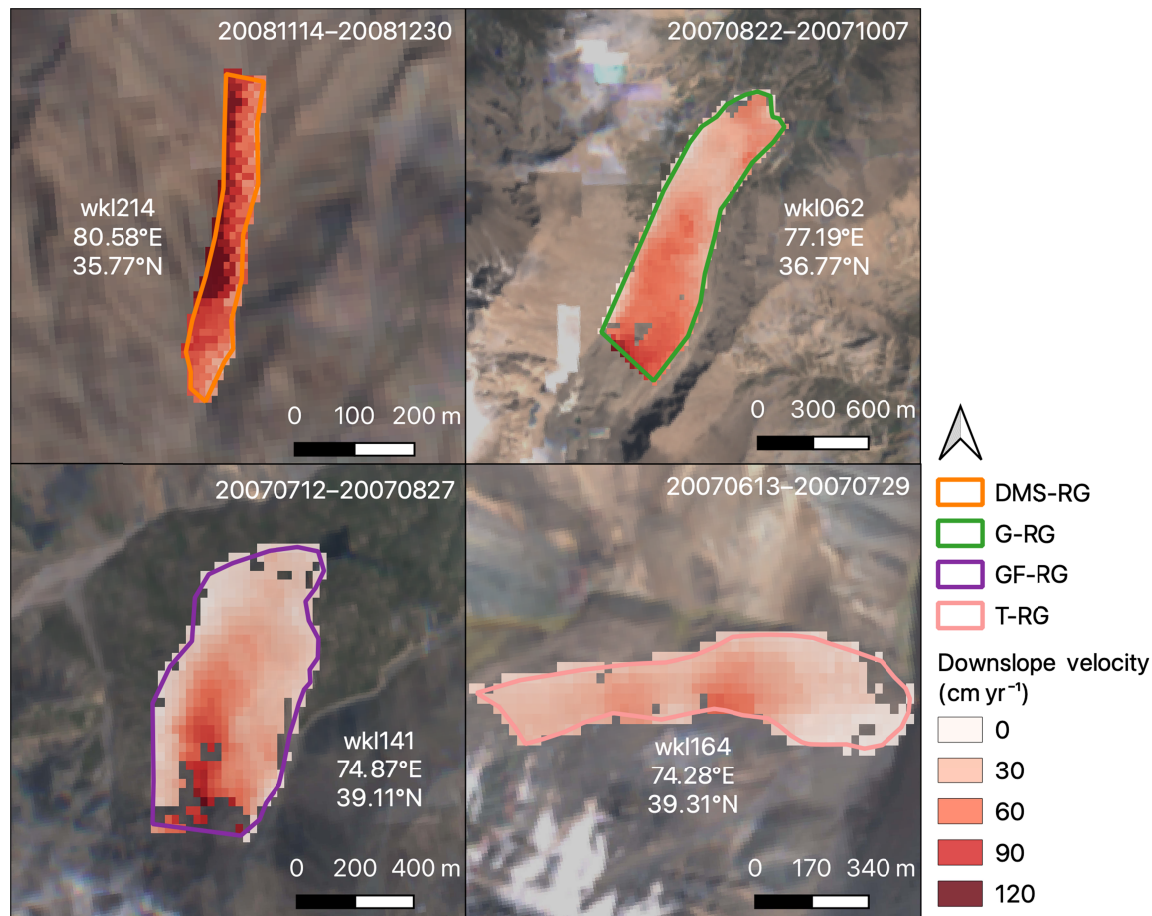 20081114–20081230
wkl214
80.58°E
35.77°N
0 100 200 m
20070822–20071007
wkl062
77.19°E
36.77°N
0 300 600 m
20070712–20070827
wkl141
74.87°E
39.11°N
0 200 400 m
20070613–20070729
wkl164
74.28°E
39.31°N
0 170 340 m
DMS-RG
G-RG
GF-RG
T-RG
Downslope velocity
(cm yr⁻¹)
0
30
60
90
120